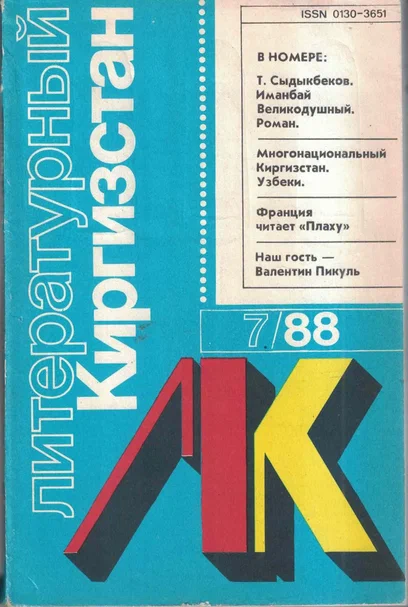 литературный
Киргизстан
ISSN 0130-3651
В НОМЕРЕ:
Т. Сыдыкбеков.
Иманбай
Великодушный.
Роман.
Многонациональный
Киргизстан.
Узбеки.
Франция
читает «Плаху»
Наш гость —
Валентин Пикуль
7/88
ЛК